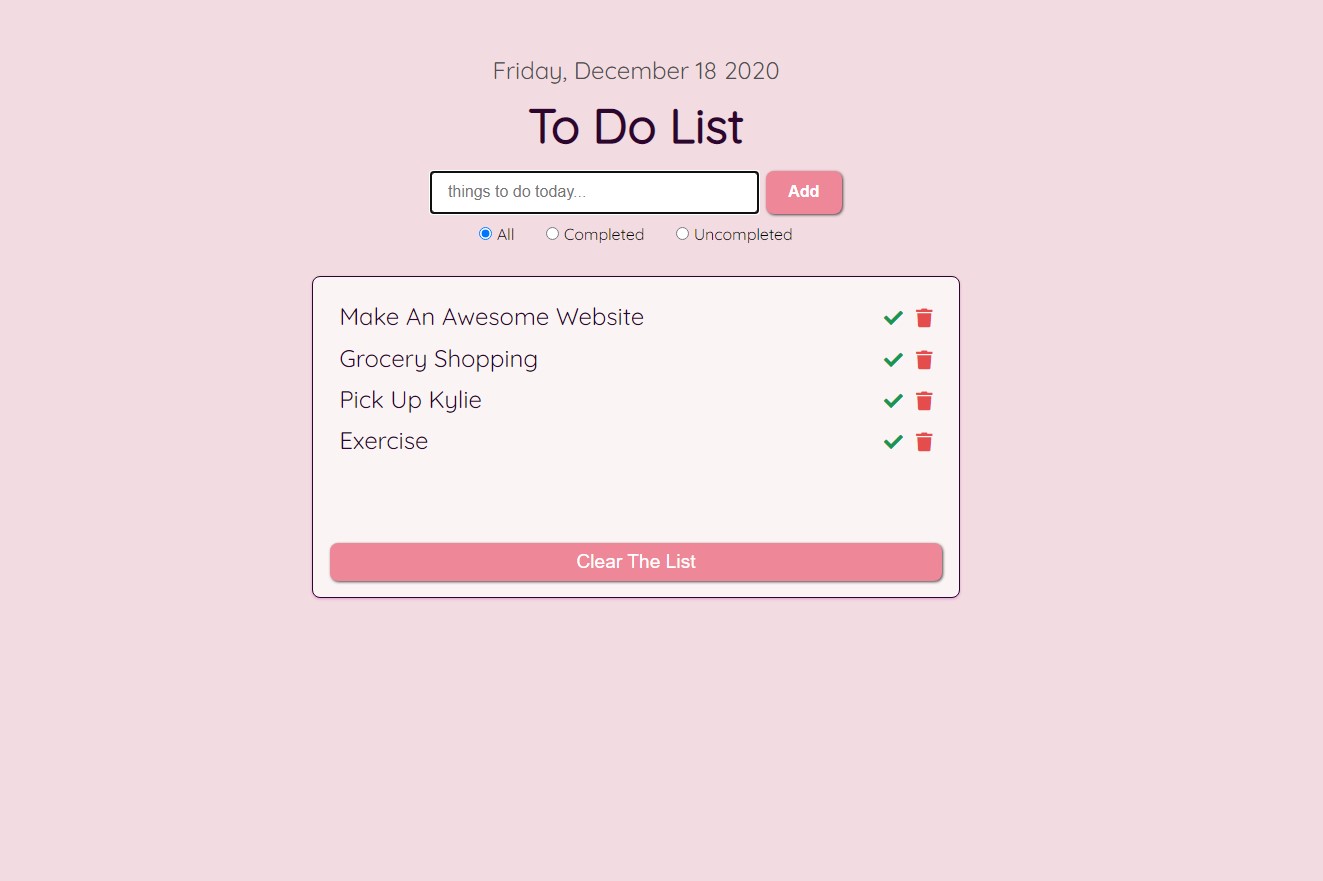 Friday, December 18 2020
To Do List
things to do today...
Add
All
Completed
Uncompleted
Make An Awesome Website
Grocery Shopping
Pick Up Kylie
Exercise
Clear The List